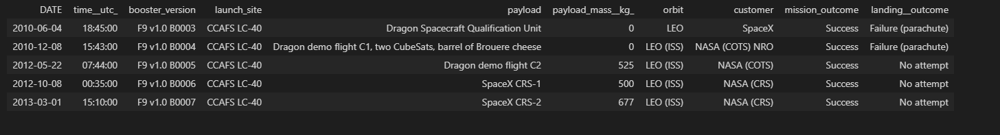 DATE time__utc_ booster_version launch_site payload payload_mass__kg_ orbit customer mission_outcome landing__outcome
2010-06-04 18:45:00 F9 v1.0 B0003 CCAFS LC-40 Dragon Spacecraft Qualification Unit 0 LEO SpaceX Success Failure (parachute)
2010-12-08 15:43:00 F9 v1.0 B0004 CCAFS LC-40 Dragon demo flight C1, two CubeSats, barrel of Brouere cheese 0 LEO (ISS) NASA (COTS) NRO Success Failure (parachute)
2012-05-22 07:44:00 F9 v1.0 B0005 CCAFS LC-40 Dragon demo flight C2 525 LEO (ISS) NASA (COTS) Success No attempt
2012-10-08 00:35:00 F9 v1.0 B0006 CCAFS LC-40 SpaceX CRS-1 500 LEO (ISS) NASA (CRS) Success No attempt
2013-03-01 15:10:00 F9 v1.0 B0007 CCAFS LC-40 SpaceX CRS-2 677 LEO (ISS) NASA (CRS) Success No attempt